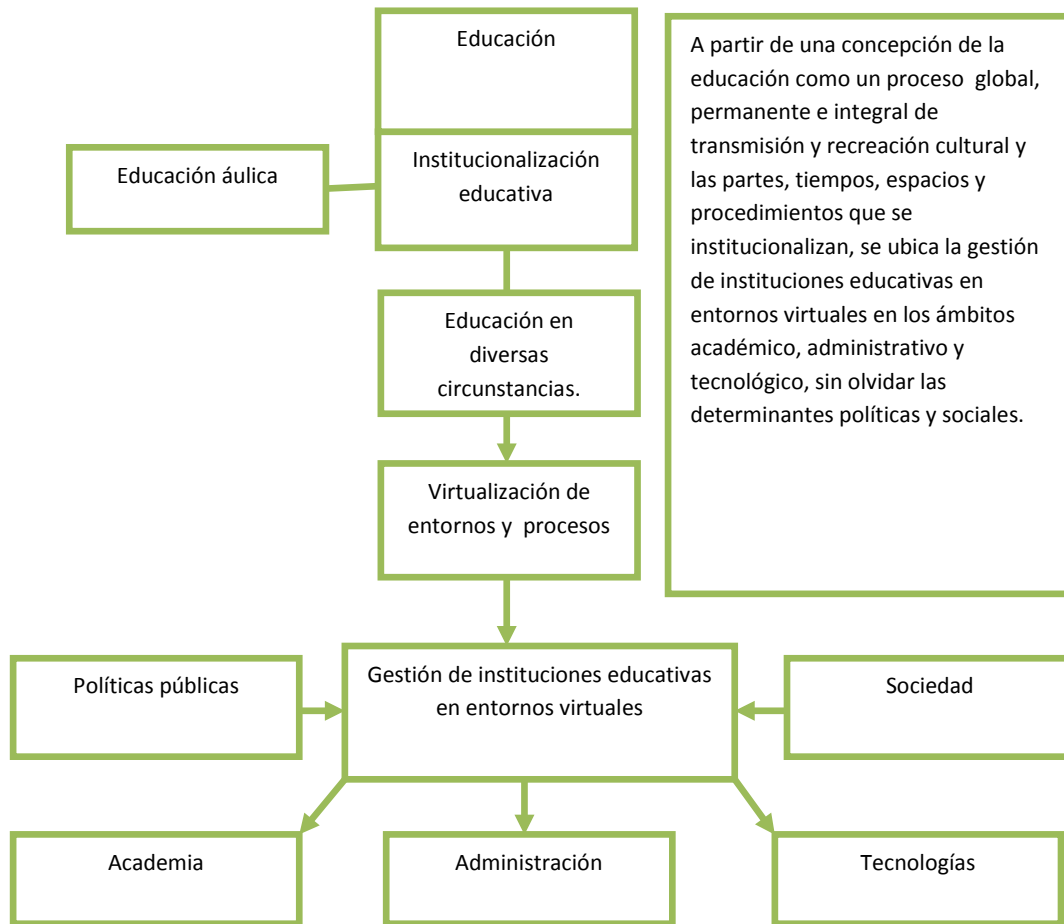 Educación
Institucionalización
educativa
Educación áulica
Educación en
diversas
circunstancias.
Virtualización de
entornos y procesos
A partir de una concepción de la
educación como un proceso global,
permanente e integral de
transmisión y recreación cultural y
las partes, tiempos, espacios y
procedimientos que se
institucionalizan, se ubica la gestión
de instituciones educativas en
entornos virtuales en los ámbitos
académico, administrativo y
tecnológico, sin olvidar las
determinantes políticas y sociales.
Políticas públicas
Gestión de instituciones educativas
en entornos virtuales
Sociedad
Academia
Administración
Tecnologías